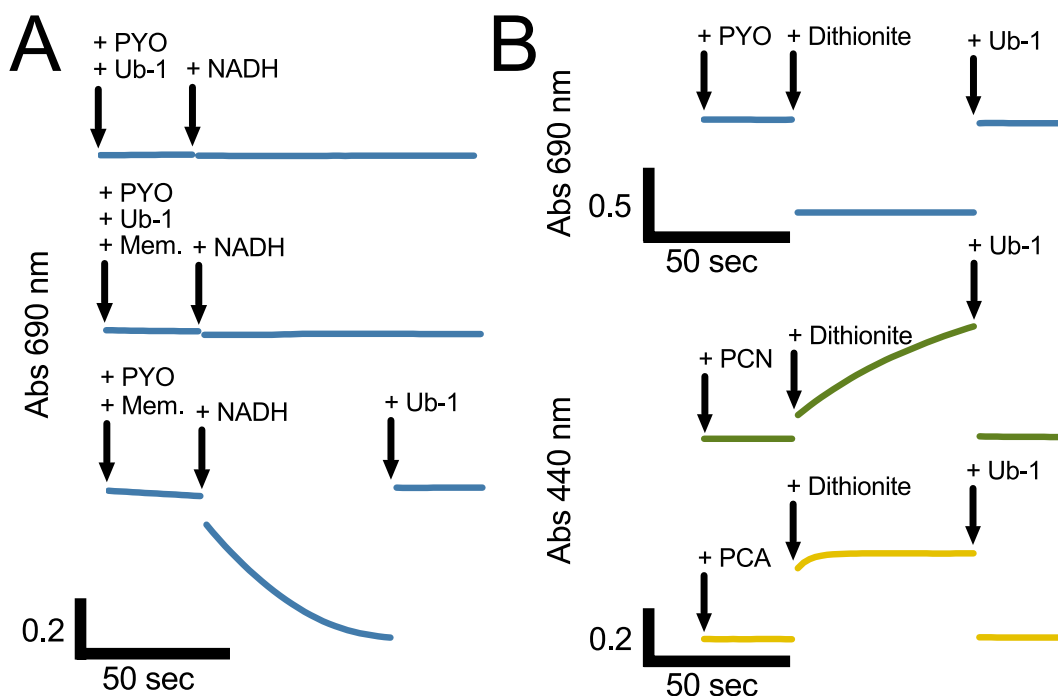 A
+ PYO
+ Ub-1
+ NADH
+ PYO
+ Ub-1
+ Mem.
+ NADH
+ PYO
+ Mem.
+ NADH
+ Ub-1
Abs 690 nm
0.2
50 sec
B
+ PYO
+ Dithionite
+ Ub-1
Abs 690 nm
0.5
50 sec
+ Ub-1
+ Dithionite
+ PCN
Abs 440 nm
+ Dithionite
+ Ub-1
+ PCA
0.2
50 sec